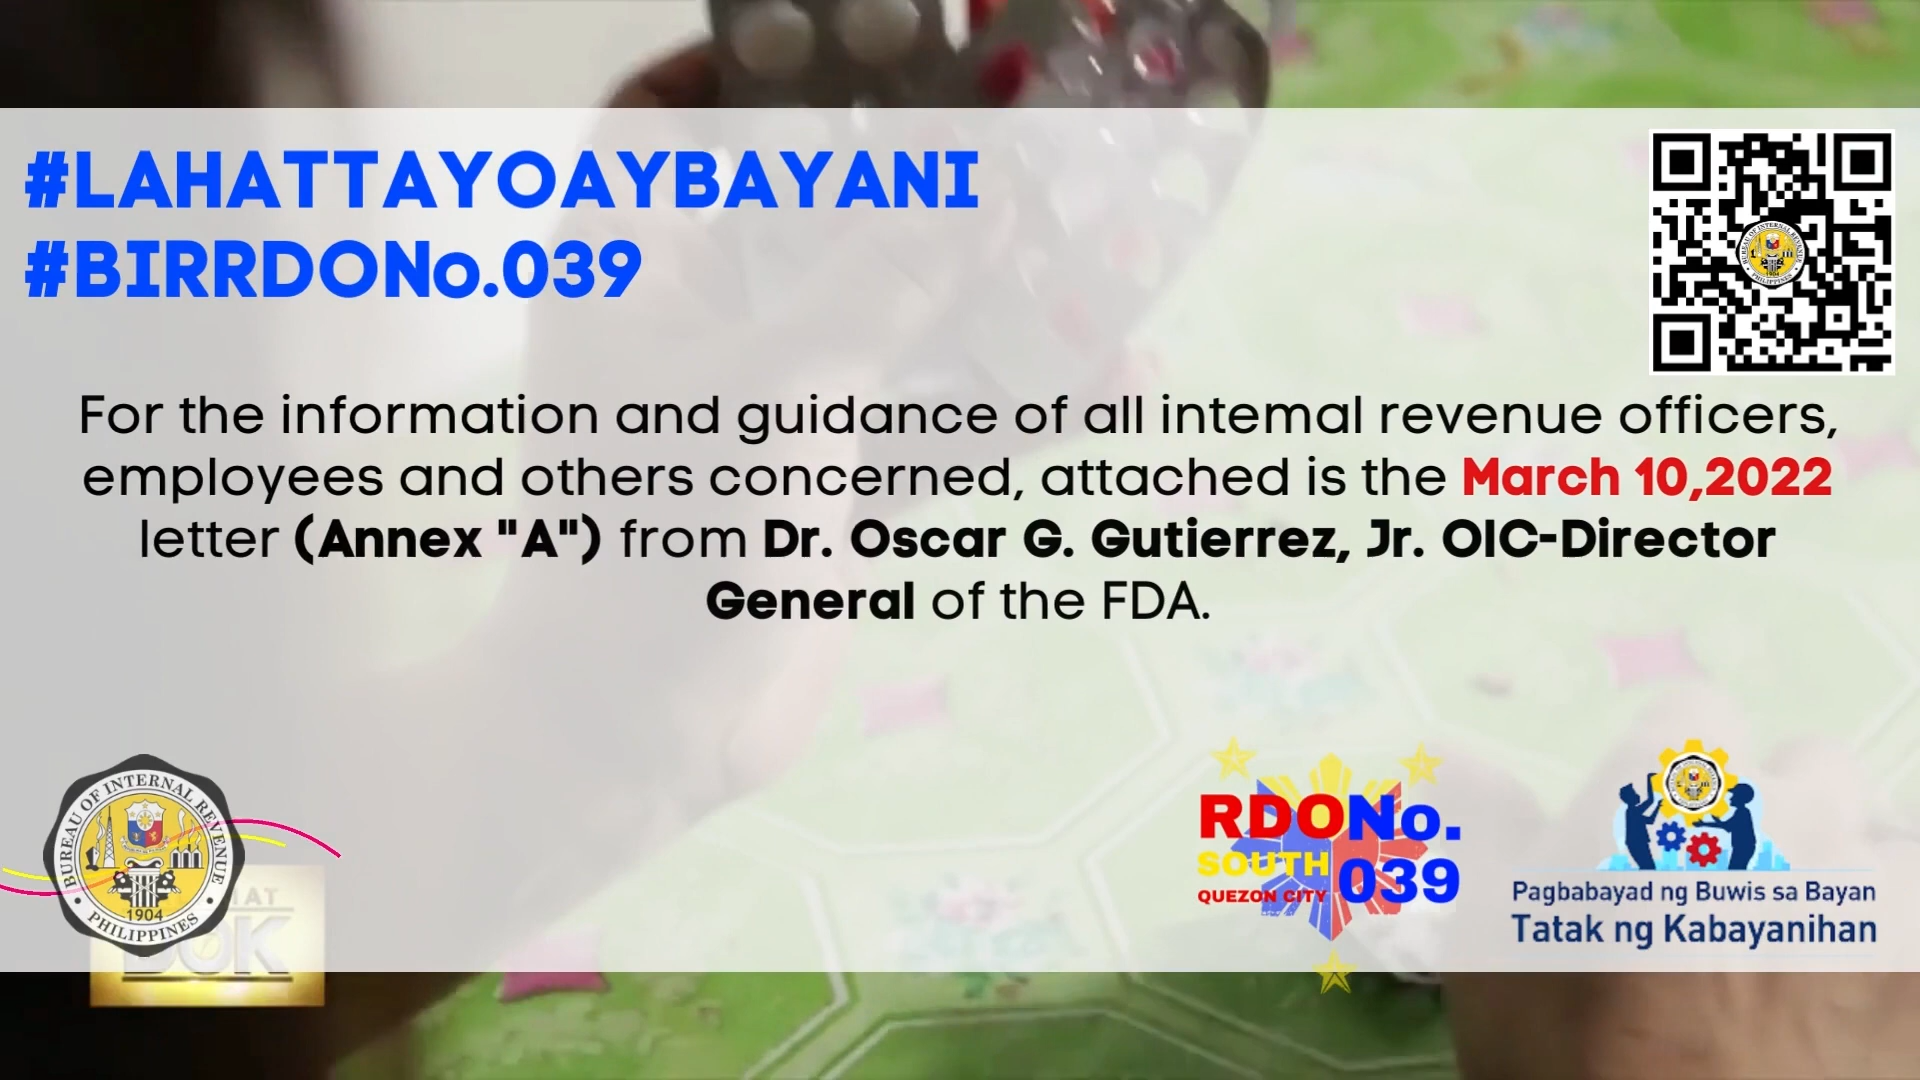 #LAHATTAYOAYBAYANI
#BIRRDONo.039
For the information and guidance of all intemal revenue officers,
employees and others concerned, attached is the March 10,2022
letter (Annex "A") from Dr. Oscar G. Gutierrez, Jr. OIC-Director
General of the FDA.
BUREAU OF INTERNAL REVENUE
1904
PHILIPPINES
RDO No.
SOUTH
QUEZON CITY
039
Pagbabayad ng Buwis sa Bayan
Tatak ng Kabayanihan